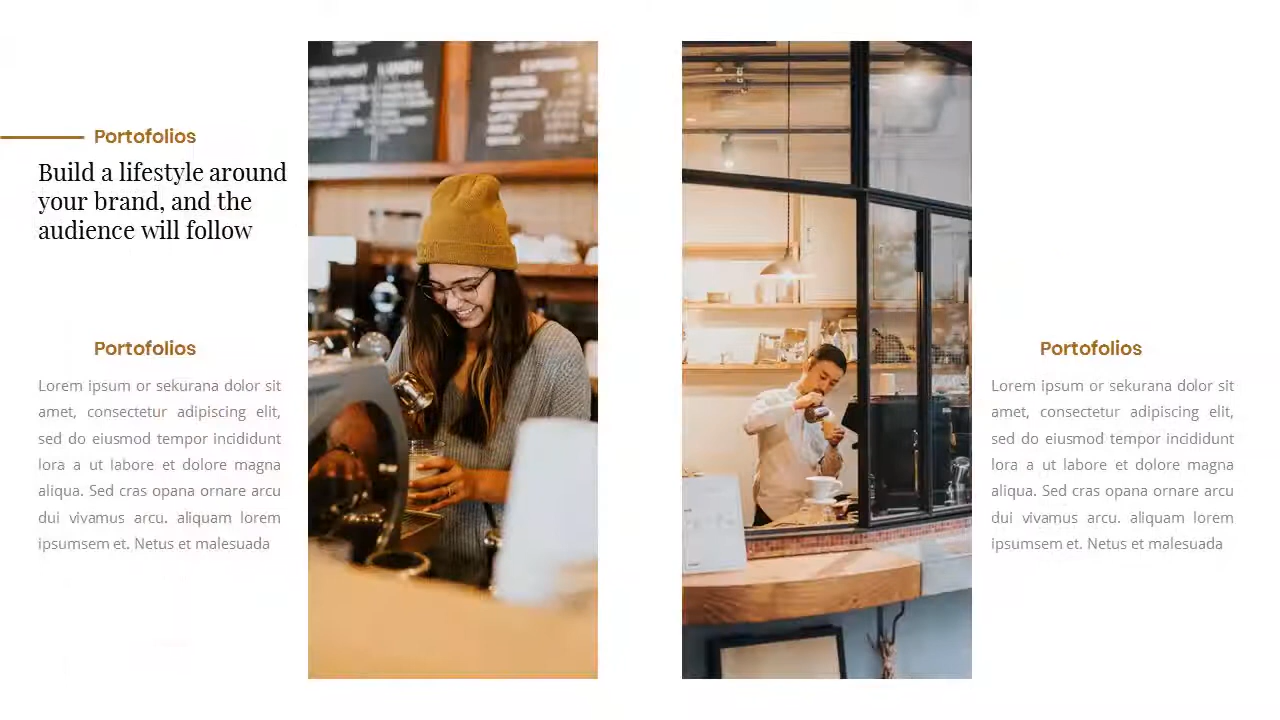 Portofolios
Build a lifestyle around
your brand, and the
audience will follow
Portofolios
Lorem ipsum or sekurana dolor sit
amet, consectetur adipiscing elit,
sed do eiusmod tempor incididunt
lora a ut labore et dolore magna
aliqua. Sed cras opana ornare arcu
dui vivamus arcu. aliquam lorem
ipsumsem et. Netus et malesuada
Portofolios
Lorem ipsum or sekurana dolor sit
amet, consectetur adipiscing elit,
sed do eiusmod tempor incididunt
lora a ut labore et dolore magna
aliqua. Sed cras opana ornare arcu
dui vivamus arcu. aliquam lorem
ipsumsem et. Netus et malesuada